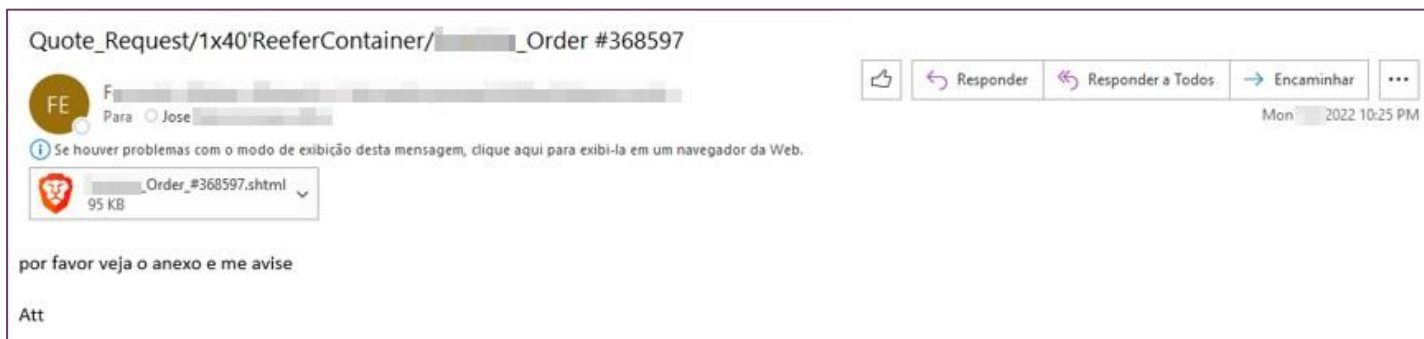 Quote_Request/1x40'ReeferContainer/ _Order #368597
Responder
Responder a Todos
Encaminhar
FE
F
Para Jose
Mon 2022 10:25 PM
Se houver problemas com o modo de exibição desta mensagem, clique aqui para exibi-la em um navegador da Web.
_Order_#368597.shtml
95 KB
por favor veja o anexo e me avise
Att